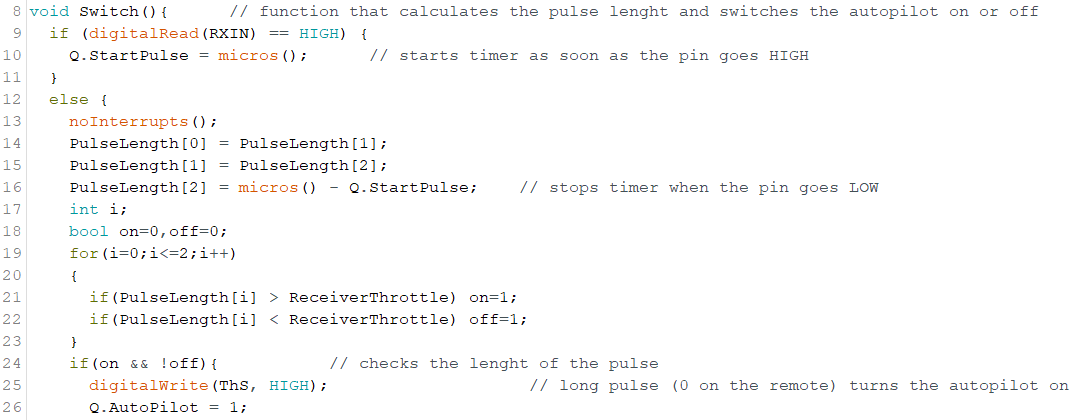 8 void Switch(){      // function that calculates the pulse lenght and switches the autopilot on or off
9   if (digitalRead(RXIN) == HIGH) {
10     Q.StartPulse = micros();      // starts timer as soon as the pin goes HIGH
11   }
12   else {
13     noInterrupts();
14     PulseLength[0] = PulseLength[1];
15     PulseLength[1] = PulseLength[2];
16     PulseLength[2] = micros() - Q.StartPulse;    // stops timer when the pin goes LOW
17     int i;
18     bool on=0,off=0;
19     for(i=0;i<=2;i++)
20     {
21       if(PulseLength[i] > ReceiverThrottle) on=1;
22       if(PulseLength[i] < ReceiverThrottle) off=1;
23     }
24     if(on && !off){           // checks the lenght of the pulse
25       digitalWrite(ThS, HIGH);                    // long pulse (0 on the remote) turns the autopilot on
26       Q.AutoPilot = 1;